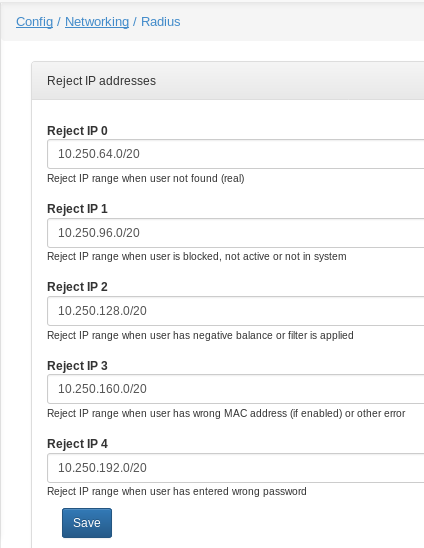 Config / Networking / Radius
Reject IP addresses
Reject IP 0
10.250.64.0/20
Reject IP range when user not found (real)
Reject IP 1
10.250.96.0/20
Reject IP range when user is blocked, not active or not in system
Reject IP 2
10.250.128.0/20
Reject IP range when user has negative balance or filter is applied
Reject IP 3
10.250.160.0/20
Reject IP range when user has wrong MAC address (if enabled) or other error
Reject IP 4
10.250.192.0/20
Reject IP range when user has entered wrong password
Save